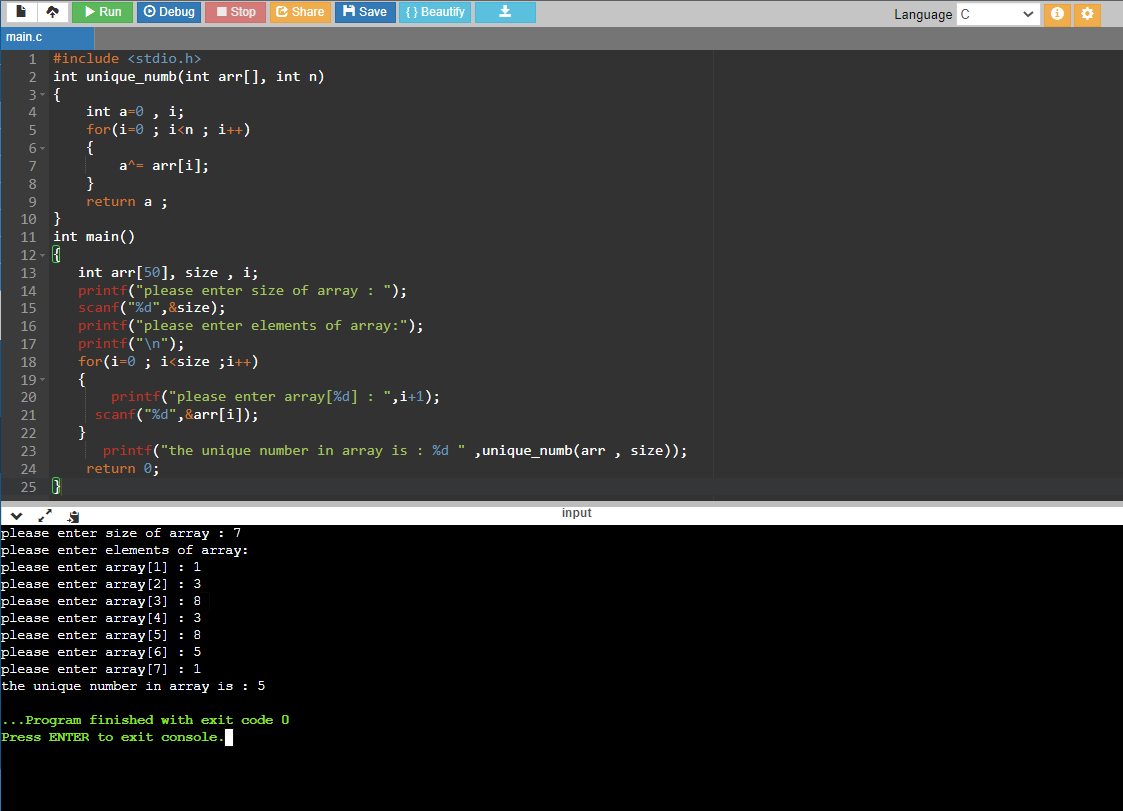 Run Debug Stop Share Save { } Beautify Language C
main.c
1 #include <stdio.h>
2 int unique_numb(int arr[], int n)
3 {
4 int a=0 , i;
5 for(i=0 ; i<n ; i++)
6 {
7 a^= arr[i];
8 }
9 return a ;
10 }
11 int main()
12 {
13 int arr[50], size , i;
14 printf("please enter size of array : ");
15 scanf("%d",&size);
16 printf("please enter elements of array:");
17 printf("\n");
18 for(i=0 ; i<size ;i++)
19 {
20 printf("please enter array[%d] : ",i+1);
21 scanf("%d",&arr[i]);
22 }
23 printf("the unique number in array is : %d " ,unique_numb(arr , size));
24 return 0;
25 }
input
please enter size of array : 7
please enter elements of array:
please enter array[1] : 1
please enter array[2] : 3
please enter array[3] : 8
please enter array[4] : 3
please enter array[5] : 8
please enter array[6] : 5
please enter array[7] : 1
the unique number in array is : 5
...Program finished with exit code 0
Press ENTER to exit console.